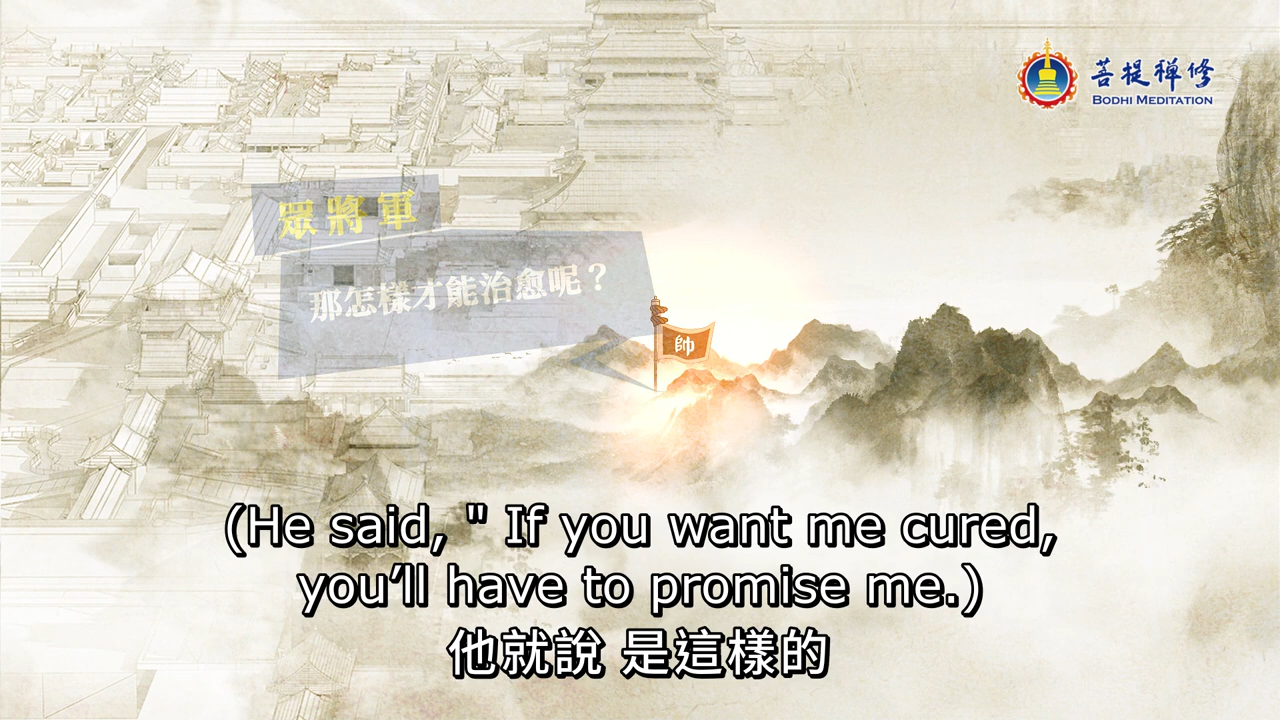 菩提禪修
BODHI MEDITATION
眾將軍
那怎樣才能治愈呢？
帥
(He said, " If you want me cured,
you’ll have to promise me.)
他就說 是這樣的